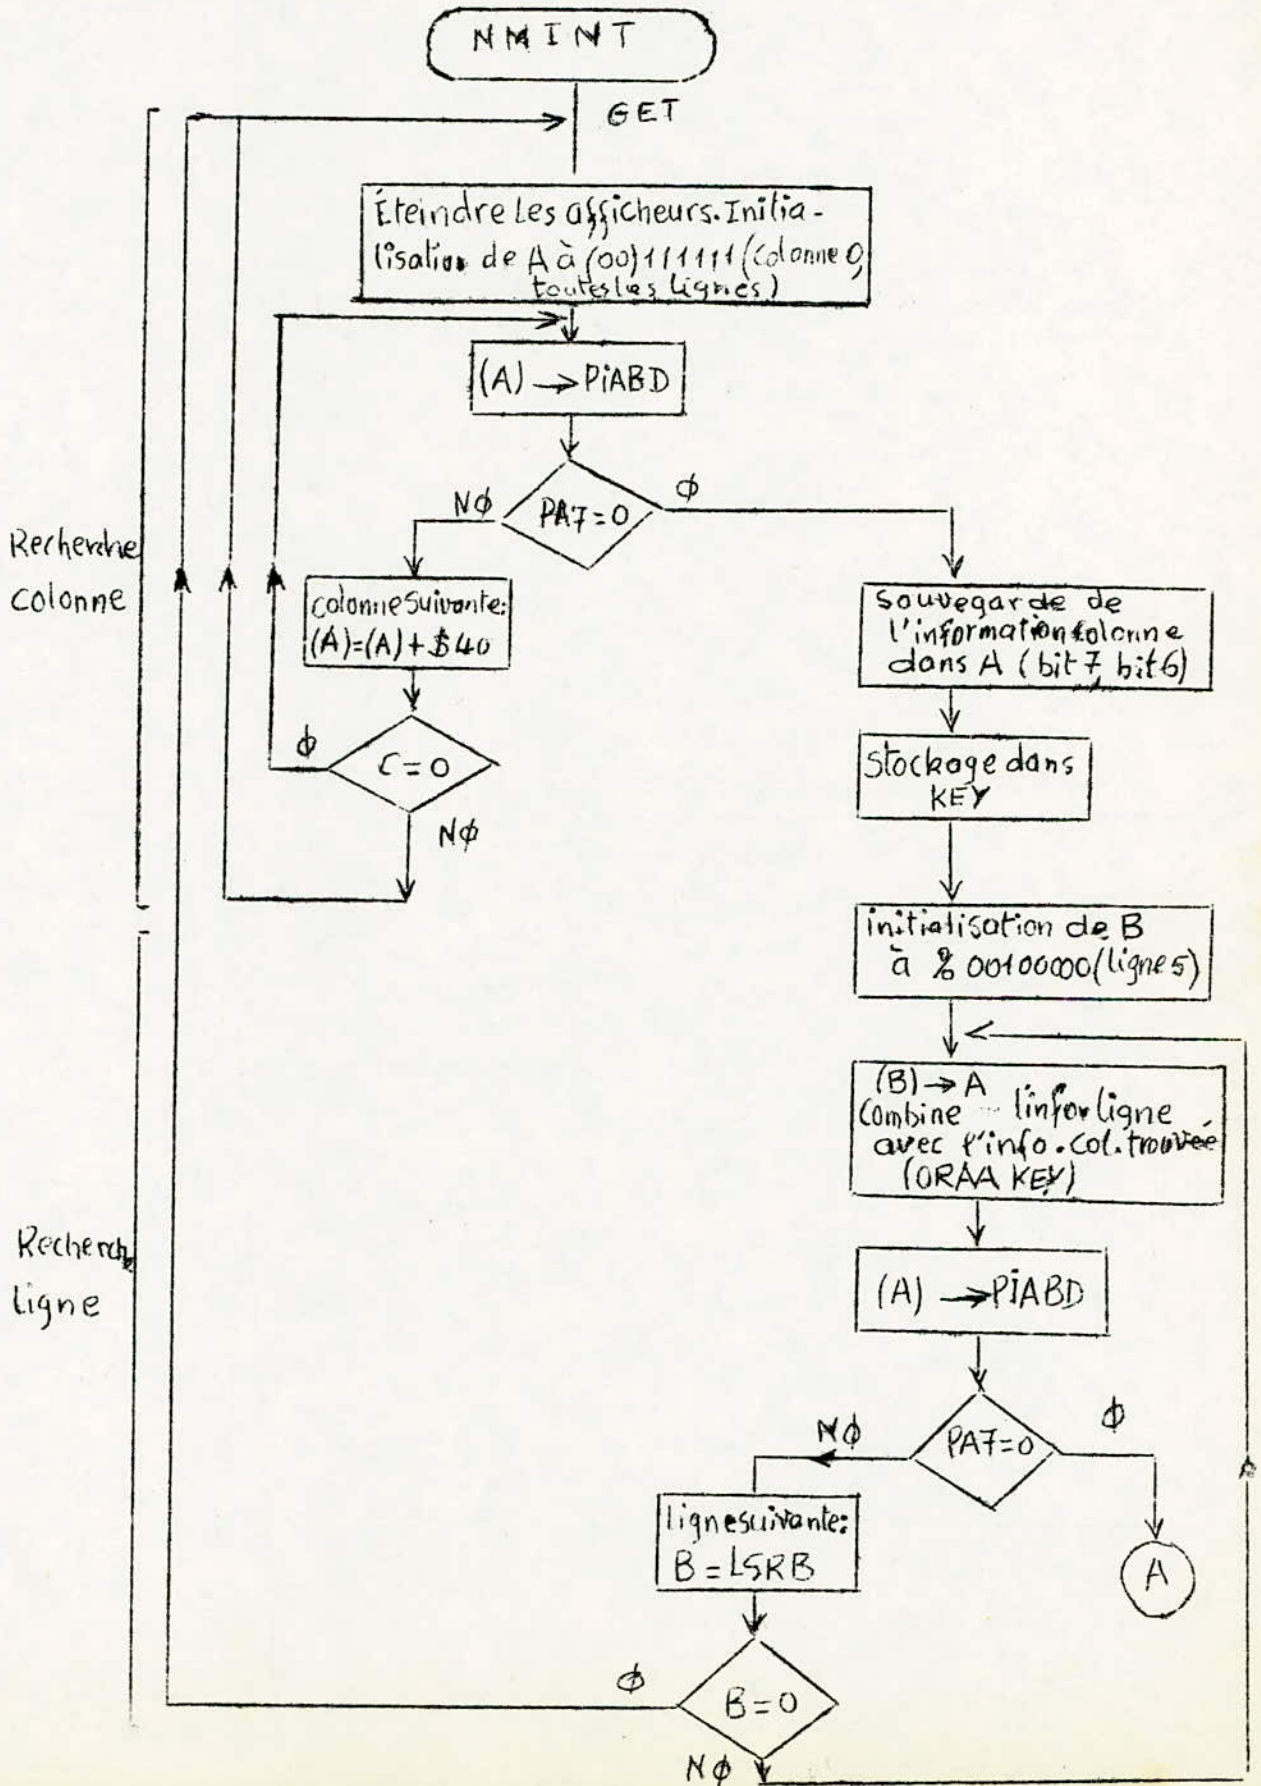 NMINT
GET
Éteindre les afficheurs. Initia-
lisation de A à (00)111111 (colonne 0,
toutes les lignes)
(A) → PiABD
PA7=0
NΦ
Φ
Recherche
colonne
colonne suivante:
(A)=(A)+$40
C=0
Φ
NΦ
souvegarde de
l'information colonne
dans A (bit 7, bit 6)
Stockage dans
KEY
initialisation de B
à % 00100000 (ligne 5)
(B) → A
Combine l'infor ligne
avec l'info. col. trouvée
(ORAA KEY)
Recherch
ligne
(A) → PiABD
PA7=0
NΦ
Φ
ligne suivante:
B = LSRB
A
B=0
Φ
NΦ